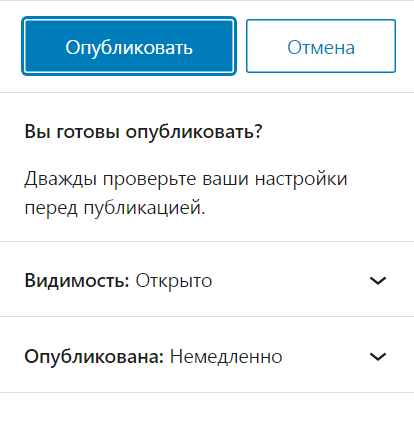 Опубликовать
Отмена
Вы готовы опубликовать?
Дважды проверьте ваши настройки
перед публикацией.
Видимость: Открыто
Опубликована: Немедленно